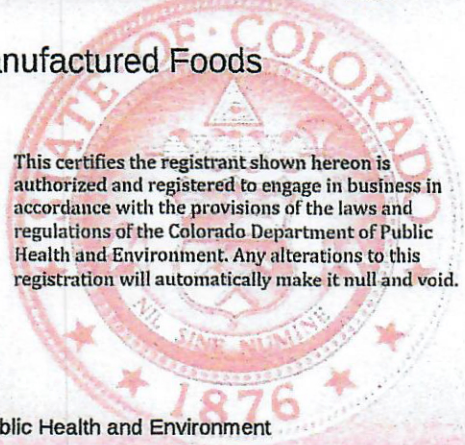 nufactured Foods
STATE OF COLORADO
This certifies the registrant shown hereon is
authorized and registered to engage in business in
accordance with the provisions of the laws and
regulations of the Colorado Department of Public
Health and Environment. Any alterations to this
registration will automatically make it null and void.
NIL SINE NUMINE
1876
blic Health and Environment